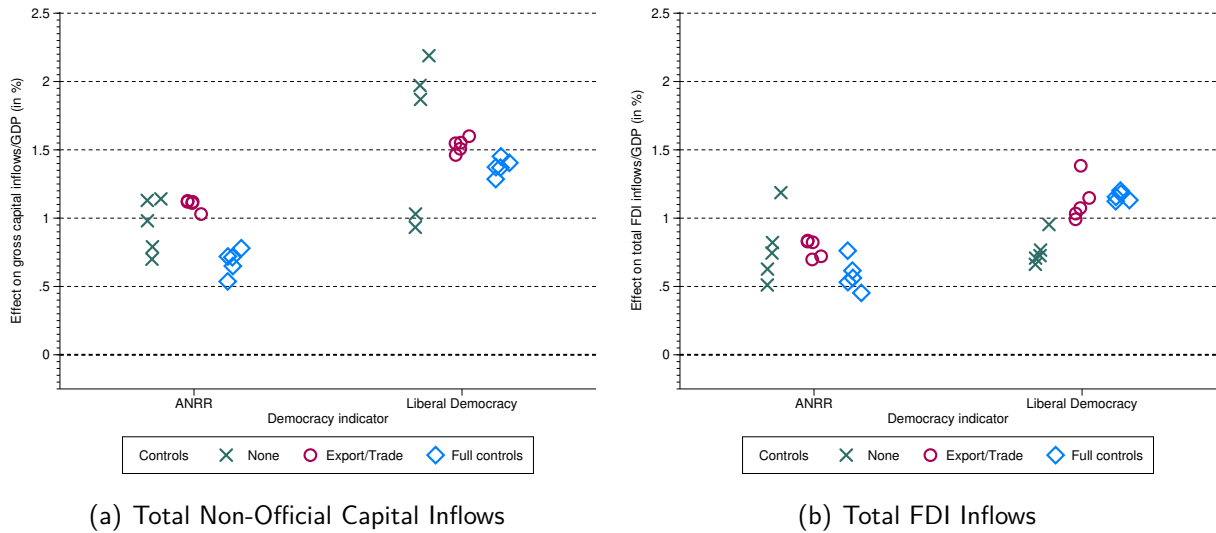 Effect on gross capital inflows/GDP (in %)
2.5
2
1.5
1
.5
0
ANRR
Liberal Democracy
Democracy indicator
Controls None Export/Trade Full controls
(a) Total Non-Official Capital Inflows
Effect on total FDI inflows/GDP (in %)
2.5
2
1.5
1
.5
0
ANRR
Liberal Democracy
Democracy indicator
Controls None Export/Trade Full controls
(b) Total FDI Inflows